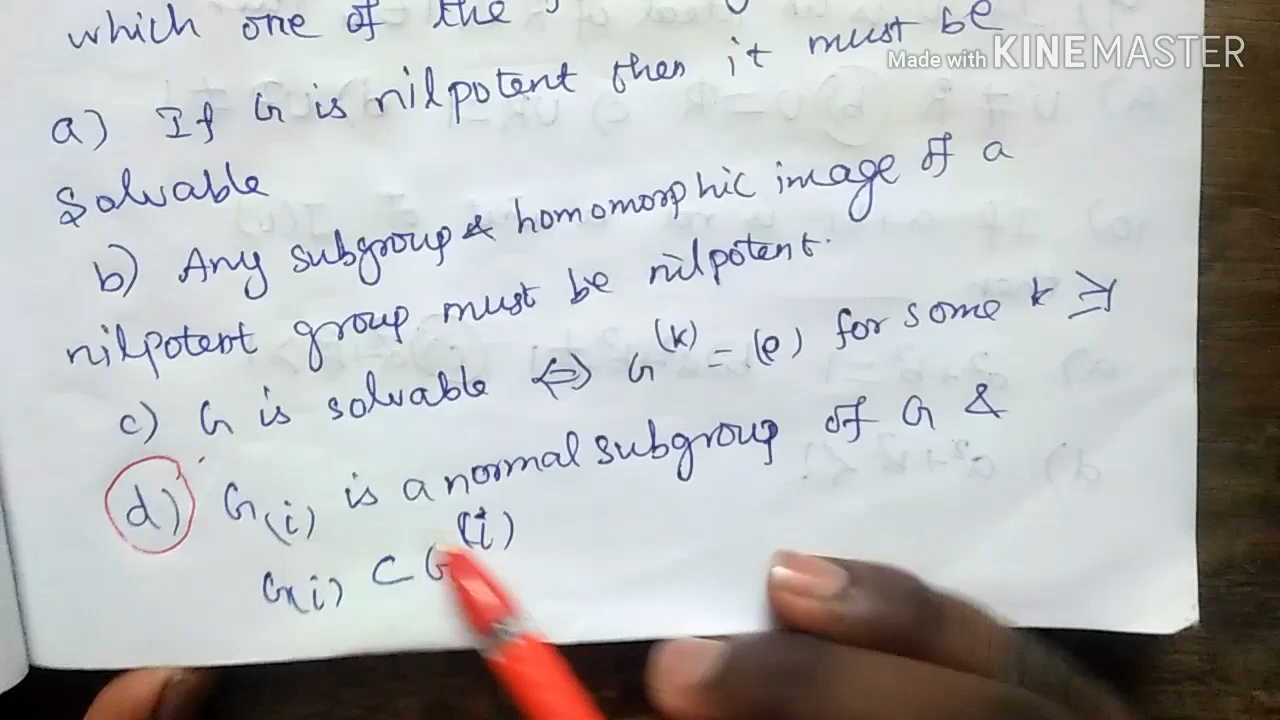 which one of the
Made with KINEMASTER
a) If G is nilpotent then it must be
solvable
b) Any subgroup & homomorphic image of a
nilpotent group must be nilpotent.
c) G is solvable ⇔ G^(k) = (e) for some k ≥1
d) G(i) is a normal subgroup of G &
G(i) ⊂ G^(i)